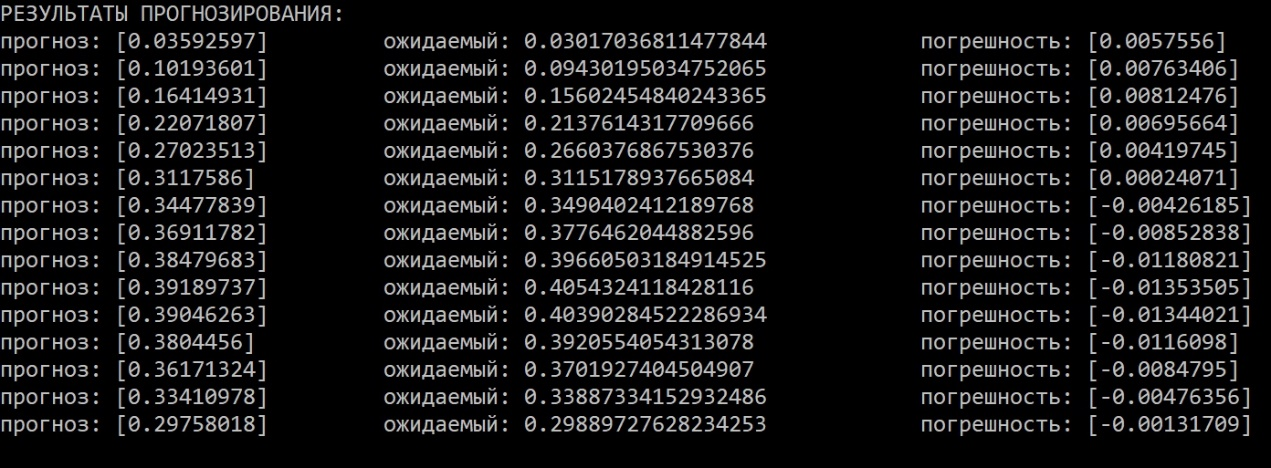 РЕЗУЛЬТАТЫ ПРОГНОЗИРОВАНИЯ:
прогноз: [0.03592597] ожидаемый: 0.03017036811477844 погрешность: [0.0057556]
прогноз: [0.10193601] ожидаемый: 0.09430195034752065 погрешность: [0.00763406]
прогноз: [0.16414931] ожидаемый: 0.15602454840243365 погрешность: [0.00812476]
прогноз: [0.22071807] ожидаемый: 0.2137614317709666 погрешность: [0.00695664]
прогноз: [0.27023513] ожидаемый: 0.2660376867530376 погрешность: [0.00419745]
прогноз: [0.3117586] ожидаемый: 0.3115178937665084 погрешность: [0.00024071]
прогноз: [0.34477839] ожидаемый: 0.3490402412189768 погрешность: [-0.00426185]
прогноз: [0.36911782] ожидаемый: 0.3776462044882596 погрешность: [-0.00852838]
прогноз: [0.38479683] ожидаемый: 0.39660503184914525 погрешность: [-0.01180821]
прогноз: [0.39189737] ожидаемый: 0.4054324118428116 погрешность: [-0.01353505]
прогноз: [0.39046263] ожидаемый: 0.40390284522286934 погрешность: [-0.01344021]
прогноз: [0.3804456] ожидаемый: 0.3920554054313078 погрешность: [-0.0116098]
прогноз: [0.36171324] ожидаемый: 0.3701927404504907 погрешность: [-0.0084795]
прогноз: [0.33410978] ожидаемый: 0.33887334152932486 погрешность: [-0.00476356]
прогноз: [0.29758018] ожидаемый: 0.29889727628234253 погрешность: [-0.00131709]